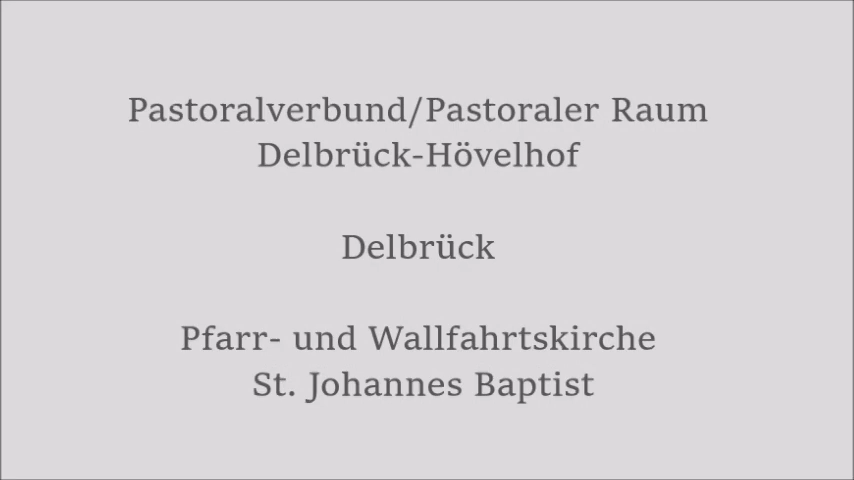 Pastoralverbund/Pastoraler Raum
Delbrück-Hövelhof
Delbrück
Pfarr- und Wallfahrtskirche
St. Johannes Baptist